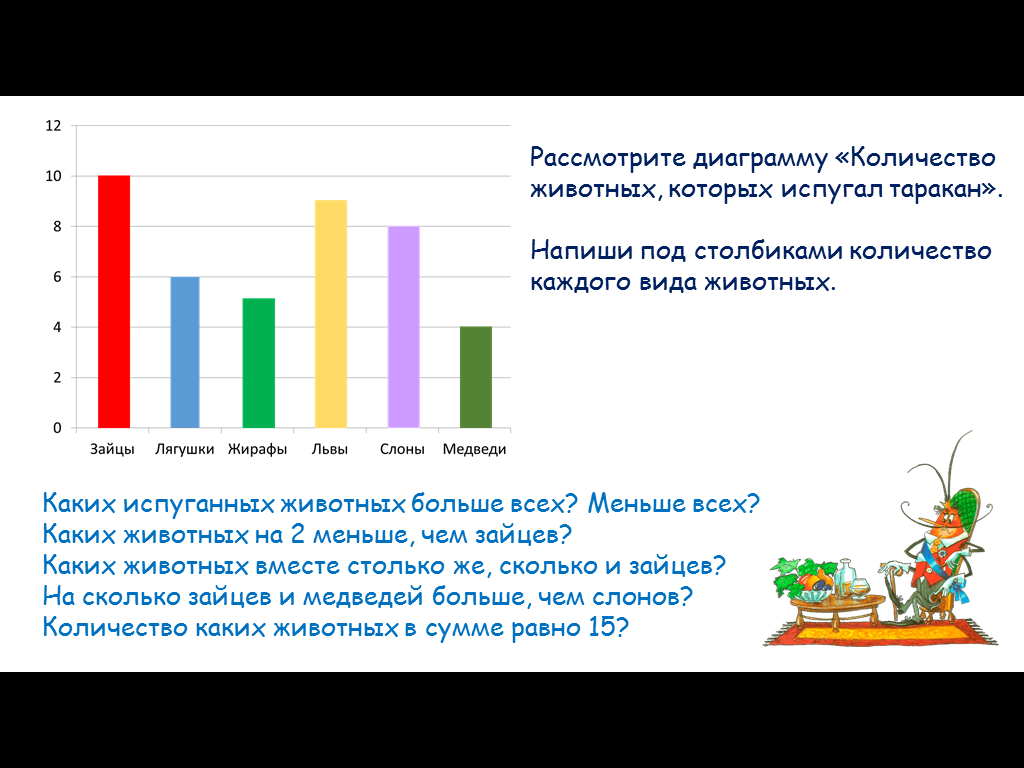 12
10
8
6
4
2
0
Зайцы Лягушки Жирафы Львы Слоны Медведи
Рассмотрите диаграмму «Количество
животных, которых испугал таракан».
Напиши под столбиками количество
каждого вида животных.
Каких испуганных животных больше всех? Меньше всех?
Каких животных на 2 меньше, чем зайцев?
Каких животных вместе столько же, сколько и зайцев?
На сколько зайцев и медведей больше, чем слонов?
Количество каких животных в сумме равно 15?